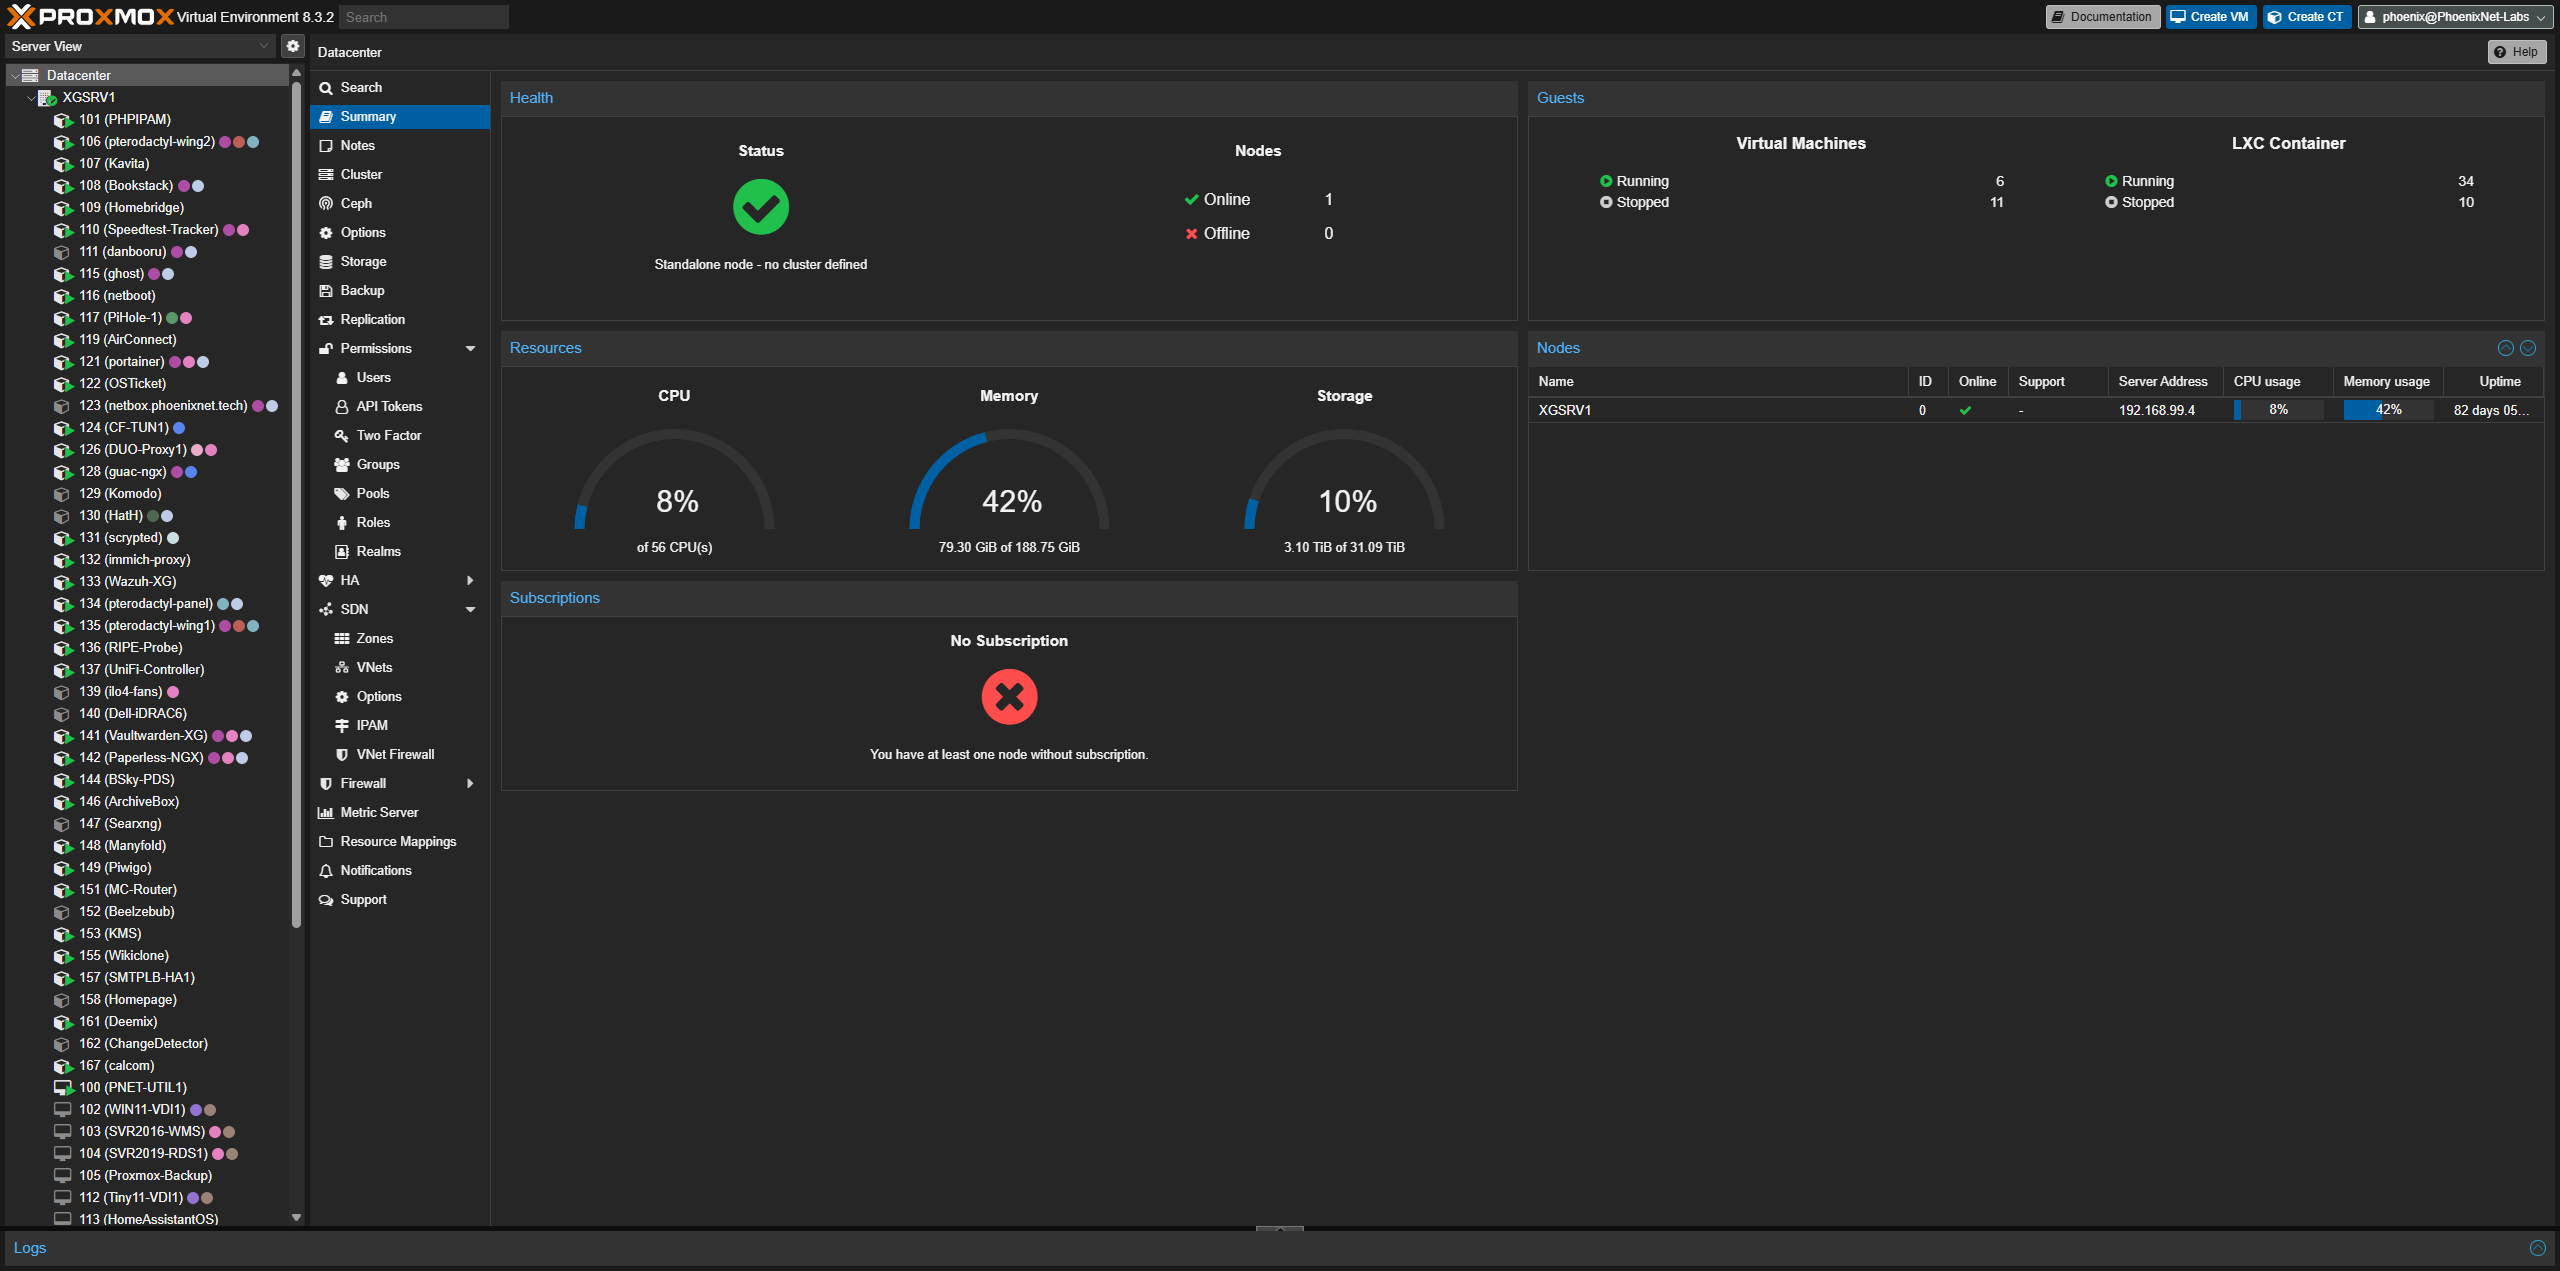 PROXMOX Virtual Environment 8.3.2 Search Documentation Create VM Create CT phoenix@PhoenixNet-Labs
Server View
Datacenter
XGSRV1
101 (PHPIPAM)
106 (pterodactyl-wing2)
107 (Kavita)
108 (Bookstack)
109 (Homebridge)
110 (Speedtest-Tracker)
111 (danbooru)
115 (ghost)
116 (netboot)
117 (PiHole-1)
119 (AirConnect)
121 (portainer)
122 (OSTicket)
123 (netbox.phoenixnet.tech)
124 (CF-TUN1)
126 (DUO-Proxy1)
128 (guac-ngx)
129 (Komodo)
130 (HatH)
131 (scrypted)
132 (immich-proxy)
133 (Wazuh-XG)
134 (pterodactyl-panel)
135 (pterodactyl-wing1)
136 (RIPE-Probe)
137 (UniFi-Controller)
139 (ilo4-fans)
140 (Dell-iDRAC6)
141 (Vaultwarden-XG)
142 (Paperless-NGX)
144 (BSky-PDS)
146 (ArchiveBox)
147 (Searxng)
148 (Manyfold)
149 (Piwigo)
151 (MC-Router)
152 (Beelzebub)
153 (KMS)
155 (Wikiclone)
157 (SMTPLB-HA1)
158 (Homepage)
161 (Deemix)
162 (ChangeDetector)
167 (calcom)
100 (PNET-UTIL1)
102 (WIN11-VDI1)
103 (SVR2016-WMS)
104 (SVR2019-RDS1)
105 (Proxmox-Backup)
112 (Tiny11-VDI1)
113 (HomeAssistantOS)
Datacenter
Help
Search
Summary
Notes
Cluster
Ceph
Options
Storage
Backup
Replication
Permissions
Users
API Tokens
Two Factor
Groups
Pools
Roles
Realms
HA
SDN
Zones
VNets
Options
IPAM
VNet Firewall
Firewall
Metric Server
Resource Mappings
Notifications
Support
Health
Status
Standalone node - no cluster defined
Nodes
Online 1
Offline 0
Guests
Virtual Machines
Running 6
Stopped 11
LXC Container
Running 34
Stopped 10
Resources
CPU
8%
of 56 CPU(s)
Memory
42%
79.30 GiB of 188.75 GiB
Storage
10%
3.10 TiB of 31.09 TiB
Nodes
Name ID Online Support Server Address CPU usage Memory usage Uptime
XGSRV1 0 - 192.168.99.4 8% 42% 82 days 05...
Subscriptions
No Subscription
You have at least one node without subscription.
Logs